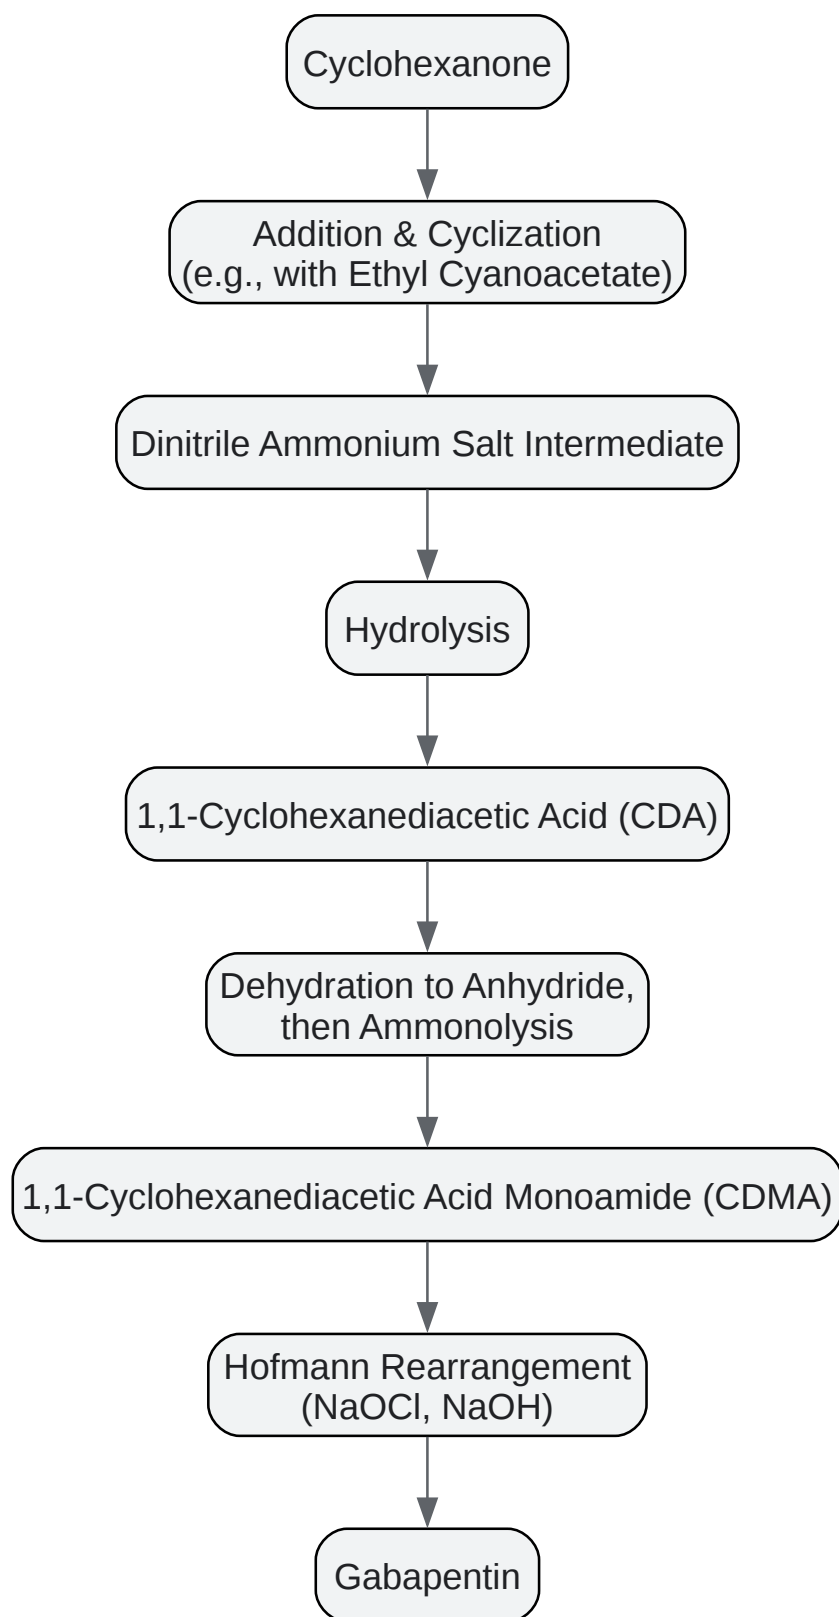 Cyclohexanone
Addition & Cyclization
(e.g., with Ethyl Cyanoacetate)
Dinitrile Ammonium Salt Intermediate
Hydrolysis
1,1-Cyclohexanediacetic Acid (CDA)
Dehydration to Anhydride,
then Ammonolysis
1,1-Cyclohexanediacetic Acid Monoamide (CDMA)
Hofmann Rearrangement
(NaOCl, NaOH)
Gabapentin